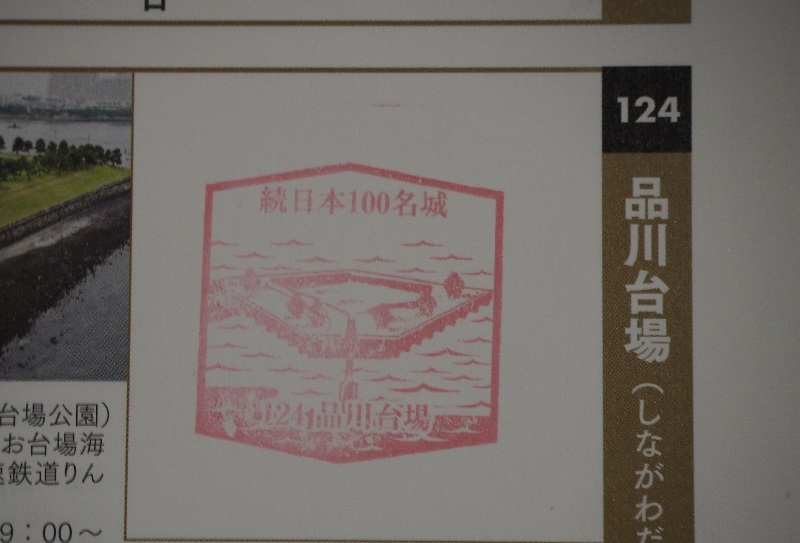 124
品川台場
（しながわだ
続日本100名城
124 品川台場
台場公園）
お台場海
鉄道りん
9：00～